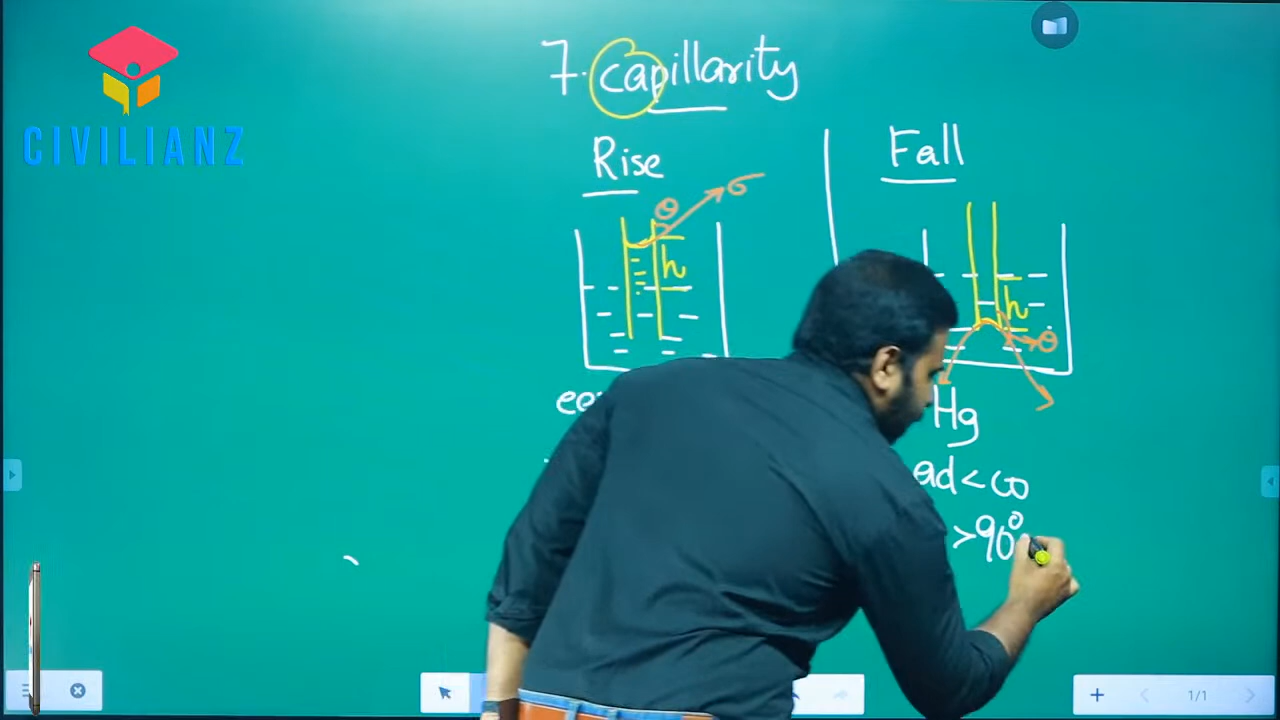 CIVILIANZ
7. Capillarity
Rise
Fall
θ
σ
h
h
θ
Hg
ad < co
>90°
1/1